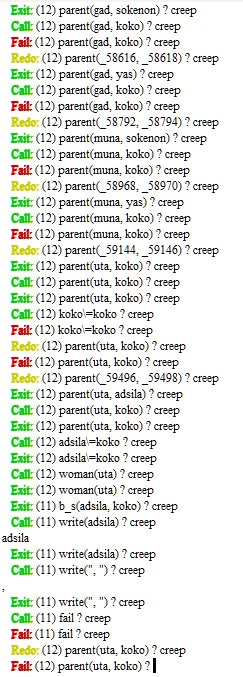 Exit: (12) parent(gad, sokenon) ? creep
Call: (12) parent(gad, koko) ? creep
Fail: (12) parent(gad, koko) ? creep
Redo: (12) parent(_58616, _58618) ? creep
Exit: (12) parent(gad, yas) ? creep
Call: (12) parent(gad, koko) ? creep
Fail: (12) parent(gad, koko) ? creep
Redo: (12) parent(_58792, _58794) ? creep
Exit: (12) parent(muna, sokenon) ? creep
Call: (12) parent(muna, koko) ? creep
Fail: (12) parent(muna, koko) ? creep
Redo: (12) parent(_58968, _58970) ? creep
Exit: (12) parent(muna, yas) ? creep
Call: (12) parent(muna, koko) ? creep
Fail: (12) parent(muna, koko) ? creep
Redo: (12) parent(_59144, _59146) ? creep
Exit: (12) parent(uta, koko) ? creep
Call: (12) parent(uta, koko) ? creep
Exit: (12) parent(uta, koko) ? creep
Call: (12) koko\=koko ? creep
Fail: (12) koko\=koko ? creep
Redo: (12) parent(uta, koko) ? creep
Fail: (12) parent(uta, koko) ? creep
Redo: (12) parent(_59496, _59498) ? creep
Exit: (12) parent(uta, adsila) ? creep
Call: (12) parent(uta, koko) ? creep
Exit: (12) parent(uta, koko) ? creep
Call: (12) adsila\=koko ? creep
Exit: (12) adsila\=koko ? creep
Call: (12) woman(uta) ? creep
Exit: (12) woman(uta) ? creep
Exit: (11) b_s(adsila, koko) ? creep
Call: (11) write(adsila) ? creep
adsila
Exit: (11) write(adsila) ? creep
Call: (11) write(", ") ? creep
,
Exit: (11) write(", ") ? creep
Call: (11) fail ? creep
Fail: (11) fail ? creep
Redo: (12) parent(uta, koko) ? creep
Fail: (12) parent(uta, koko) ?